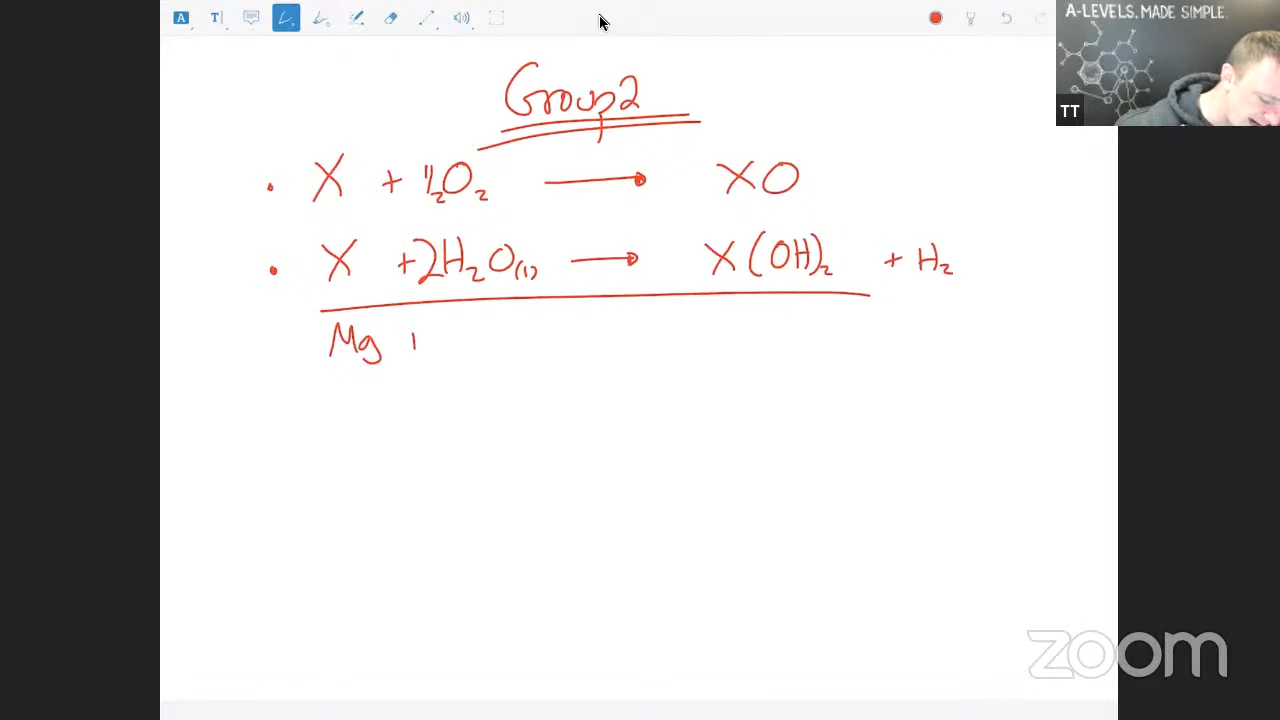 A-LEVELS. MADE SIMPLE.
TT
Group 2
• X + ½O₂ → XO
• X + 2H₂O(l) → X(OH)₂ + H₂
Mg
zoom